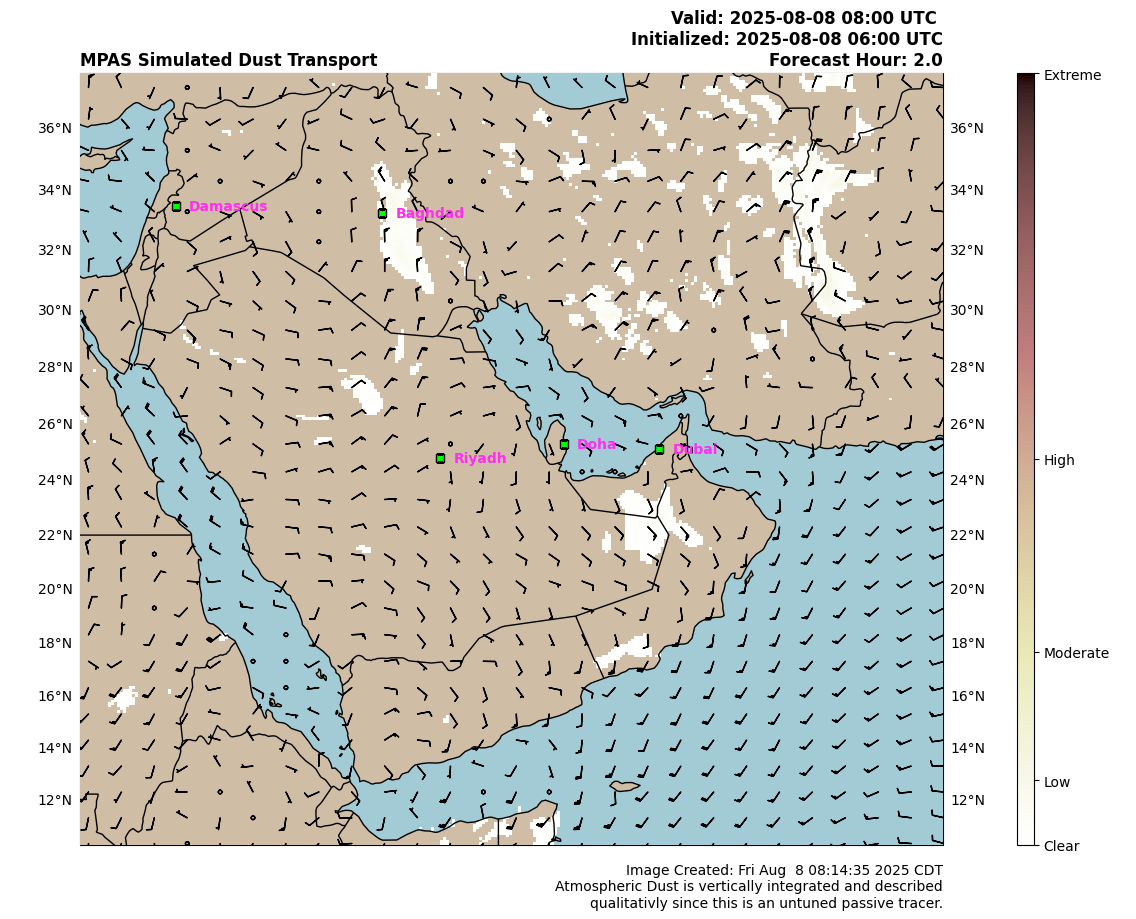 Valid: 2025-08-08 08:00 UTC
Initialized: 2025-08-08 06:00 UTC
MPAS Simulated Dust Transport Forecast Hour: 2.0
Extreme
36°N 36°N
34°N 34°N
Damascus
Baghdad
32°N 32°N
30°N 30°N
28°N 28°N
26°N 26°N
Doha
Dubai
Riyadh
High
24°N 24°N
22°N 22°N
20°N 20°N
18°N 18°N
Moderate
16°N 16°N
14°N 14°N
Low
12°N 12°N
Clear
Image Created: Fri Aug  8 08:14:35 2025 CDT
Atmospheric Dust is vertically integrated and described
qualitativly since this is an untuned passive tracer.